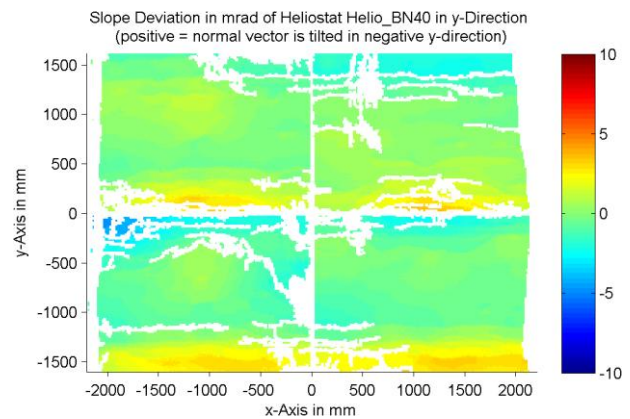 Slope Deviation in mrad of Heliostat Helio_BN40 in y-Direction
(positive = normal vector is tilted in negative y-direction)
1500
1000
500
0
-500
-1000
-1500
y-Axis in mm
-2000 -1500 -1000 -500 0 500 1000 1500 2000
x-Axis in mm
10
5
0
-5
-10